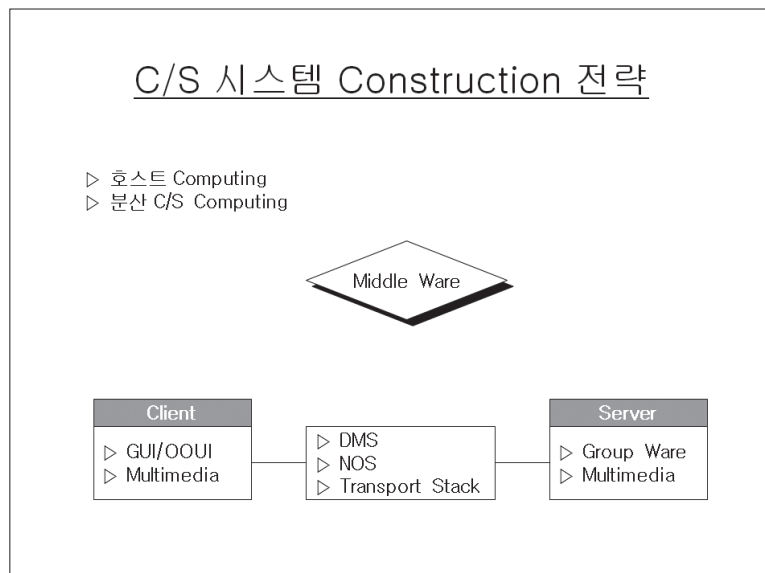 C/S 시스템 Construction 전략
▷ 호스트 Computing
▷ 분산 C/S Computing
Middle Ware
Client
▷ GUI/OOUI
▷ Multimedia
▷ DMS
▷ NOS
▷ Transport Stack
Server
▷ Group Ware
▷ Multimedia